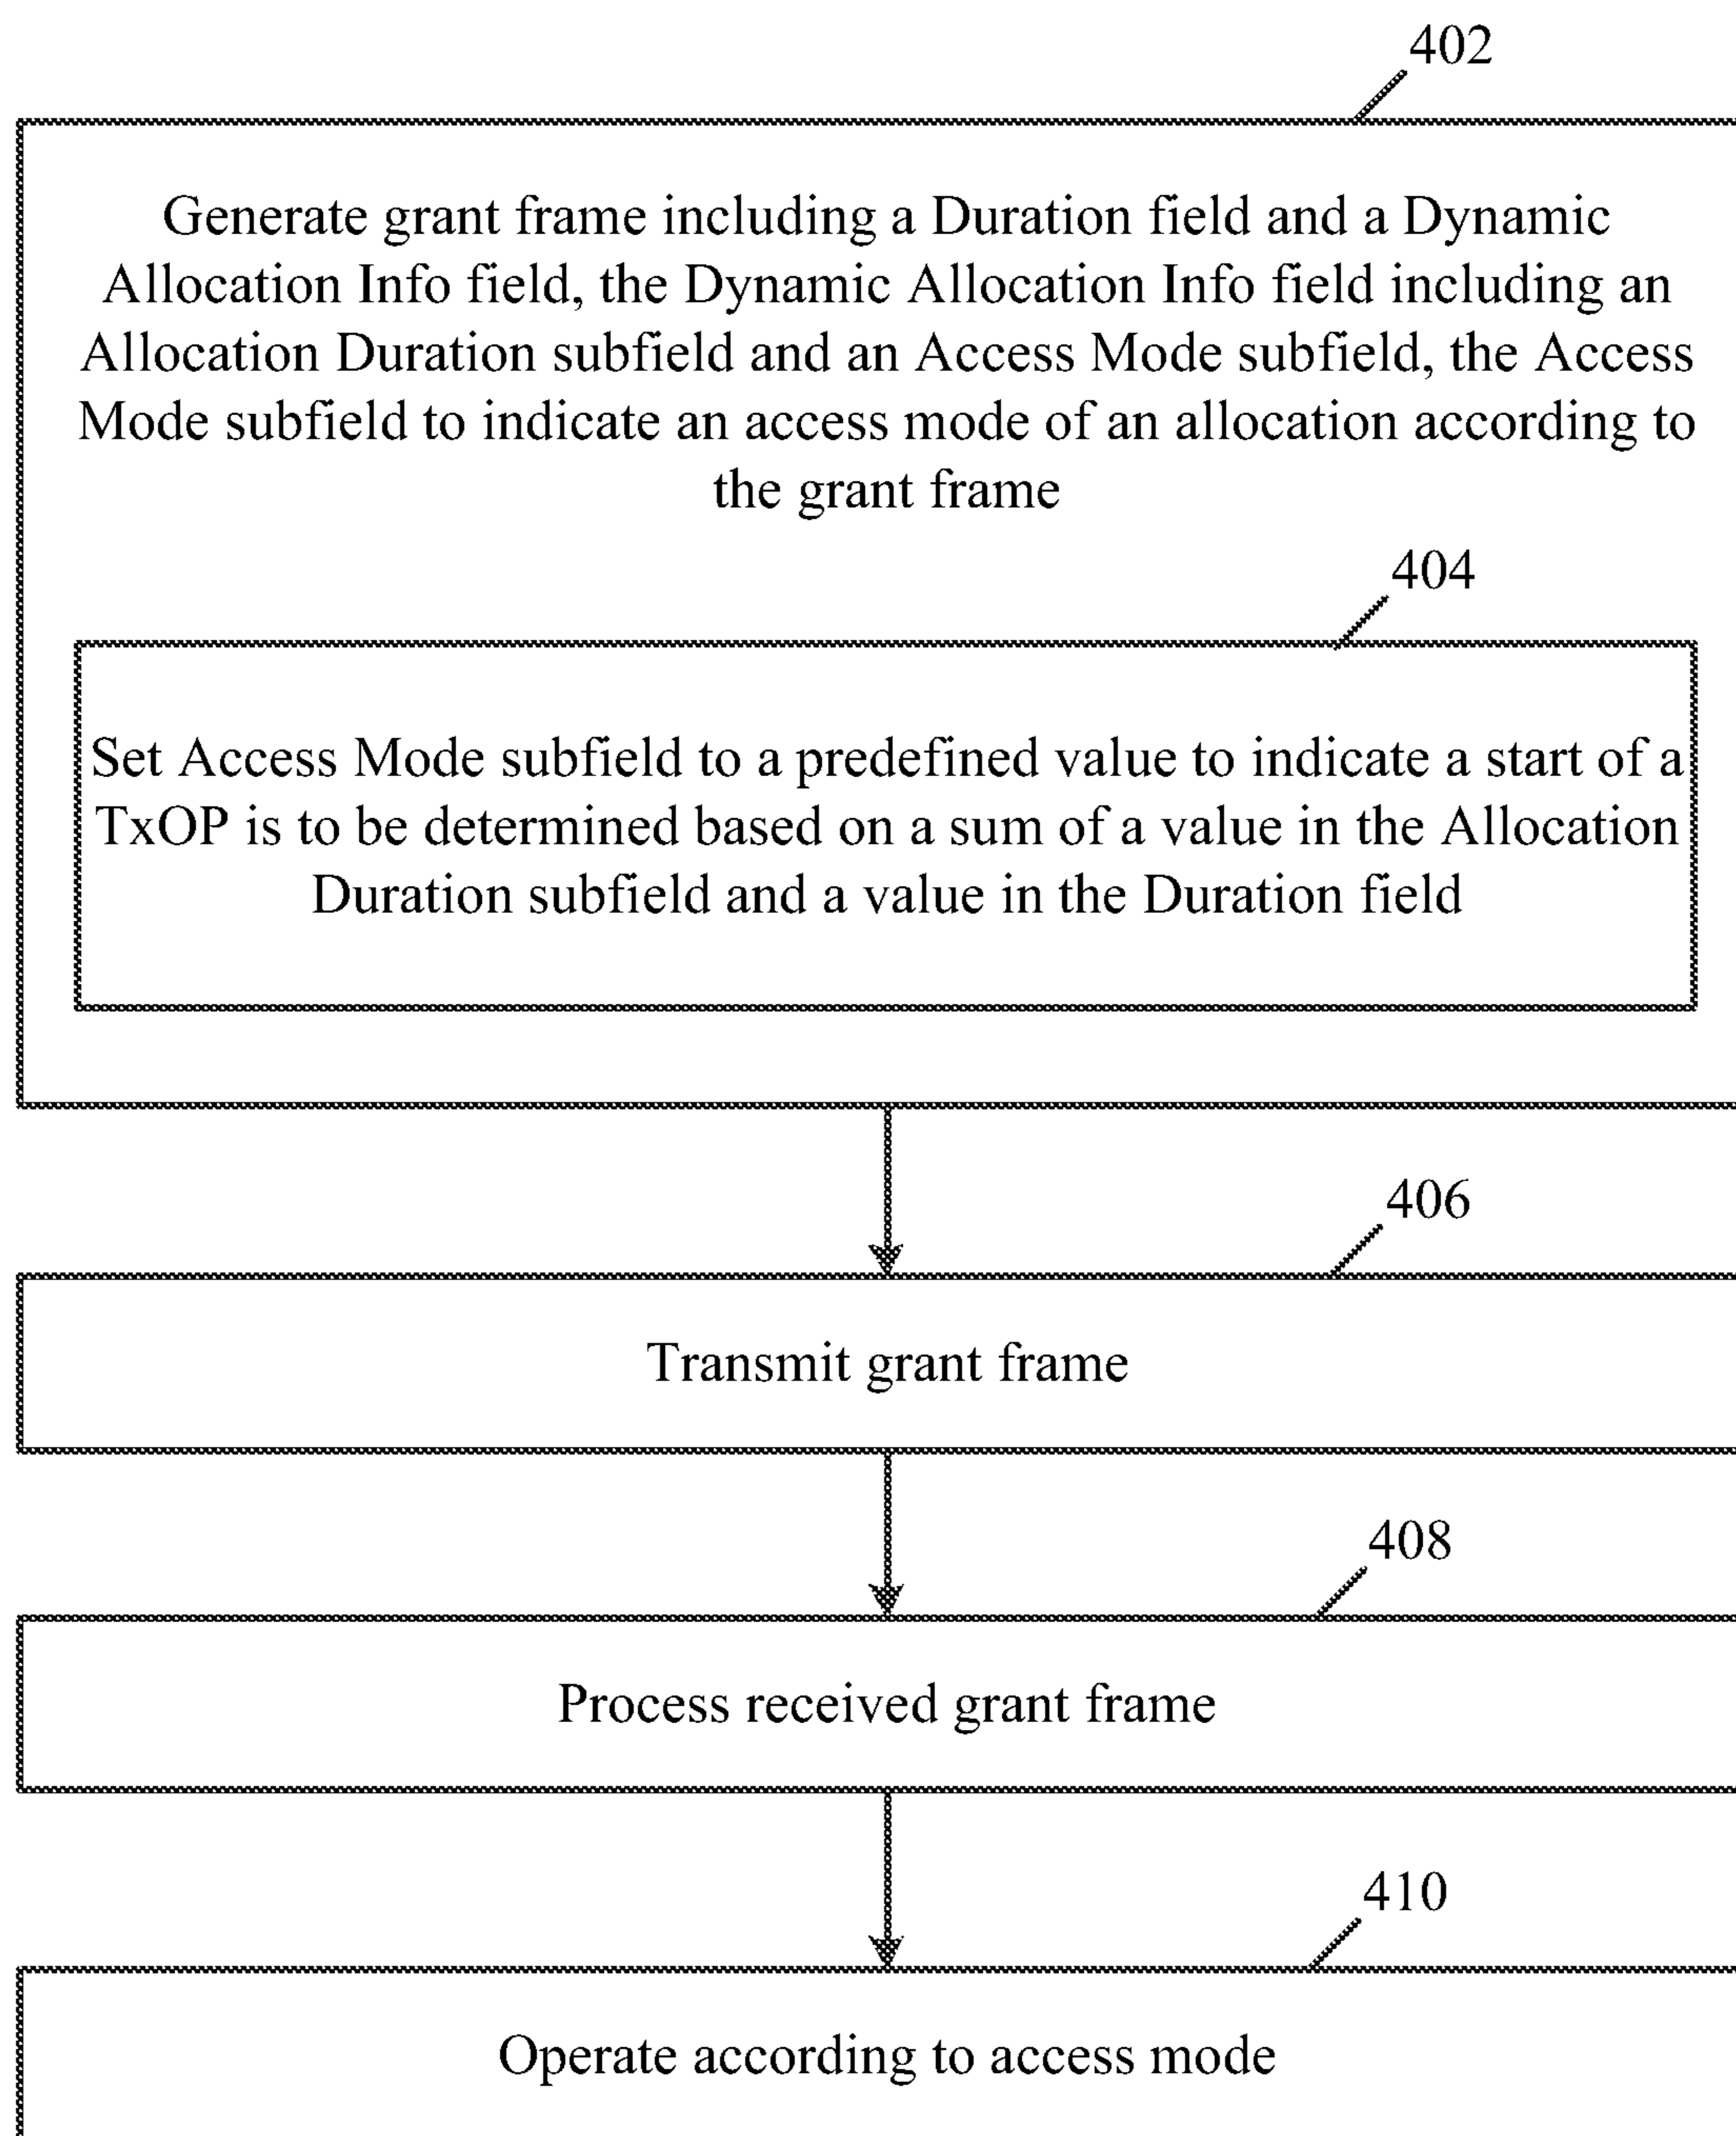 402
Generate grant frame including a Duration field and a Dynamic
Allocation Info field, the Dynamic Allocation Info field including an
Allocation Duration subfield and an Access Mode subfield, the Access
Mode subfield to indicate an access mode of an allocation according to
the grant frame
404
Set Access Mode subfield to a predefined value to indicate a start of a
TxOP is to be determined based on a sum of a value in the Allocation
Duration subfield and a value in the Duration field
406
Transmit grant frame
408
Process received grant frame
410
Operate according to access mode